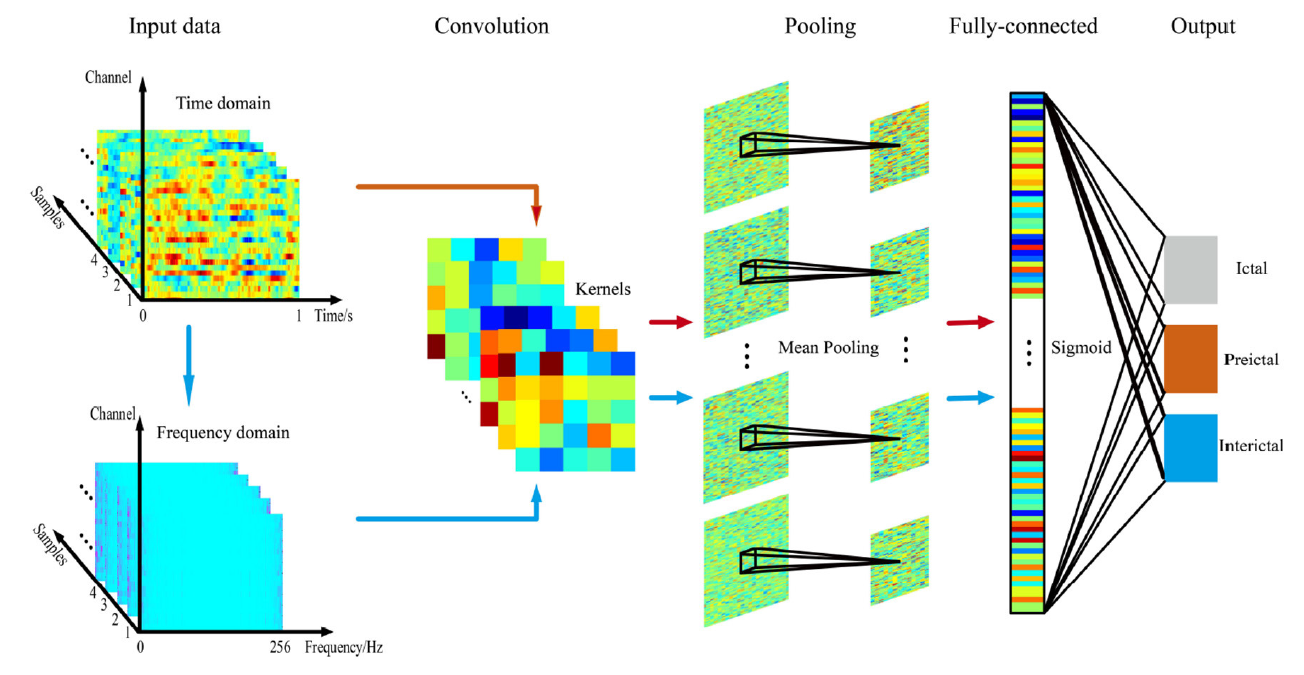 Input data
Convolution
Pooling
Fully-connected
Output
Channel
Time domain
Samples
4
3
2
1
0
1
Time/s
Kernels
Mean Pooling
Sigmoid
Ictal
Preictal
Interictal
Channel
Frequency domain
Samples
4
3
2
1
0
256
Frequency/Hz